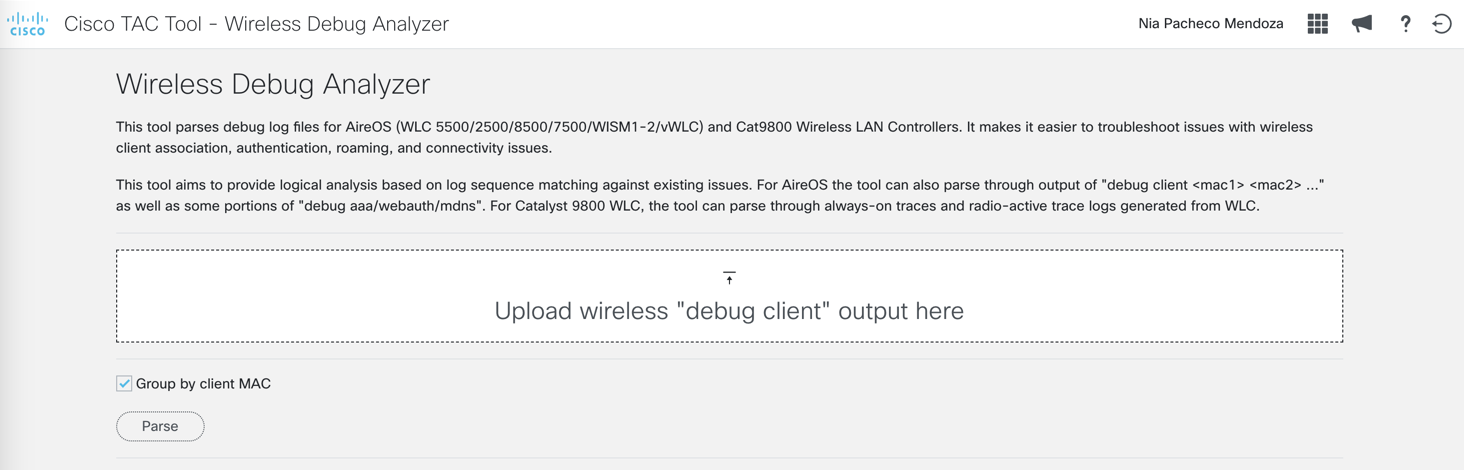 cisco
Cisco TAC Tool - Wireless Debug Analyzer
Nia Pacheco Mendoza
?
Wireless Debug Analyzer
This tool parses debug log files for AireOS (WLC 5500/2500/8500/7500/WISM1-2/vWLC) and Cat9800 Wireless LAN Controllers. It makes it easier to troubleshoot issues with wireless
client association, authentication, roaming, and connectivity issues.
This tool aims to provide logical analysis based on log sequence matching against existing issues. For AireOS the tool can also parse through output of "debug client <mac1> <mac2> ..."
as well as some portions of "debug aaa/webauth/mdns". For Catalyst 9800 WLC, the tool can parse through always-on traces and radio-active trace logs generated from WLC.
Upload wireless "debug client" output here
Group by client MAC
Parse